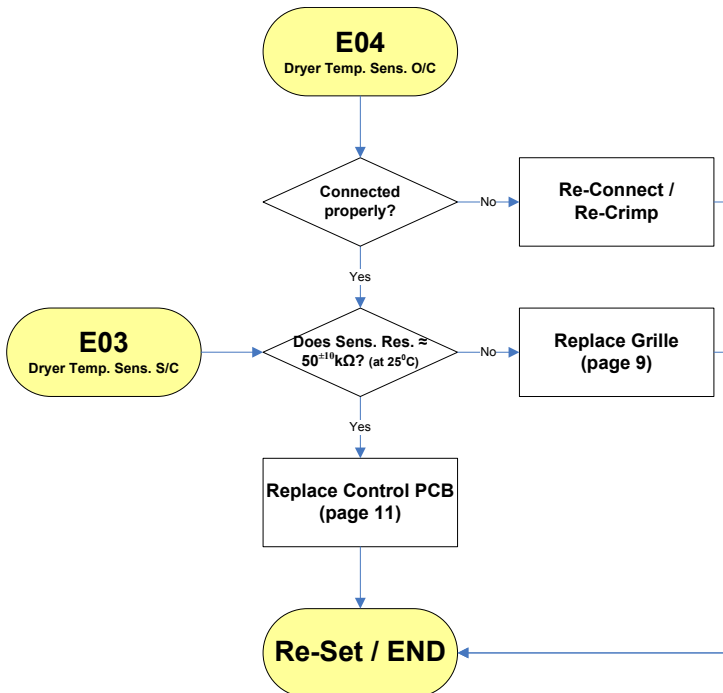 E04
Dryer Temp. Sens. O/C
Connected
properly?
No
Re-Connect /
Re-Crimp
Yes
E03
Dryer Temp. Sens. S/C
Does Sens. Res. ≈
50±10kΩ? (at 25⁰C)
No
Replace Grille
(page 9)
Yes
Replace Control PCB
(page 11)
Re-Set / END